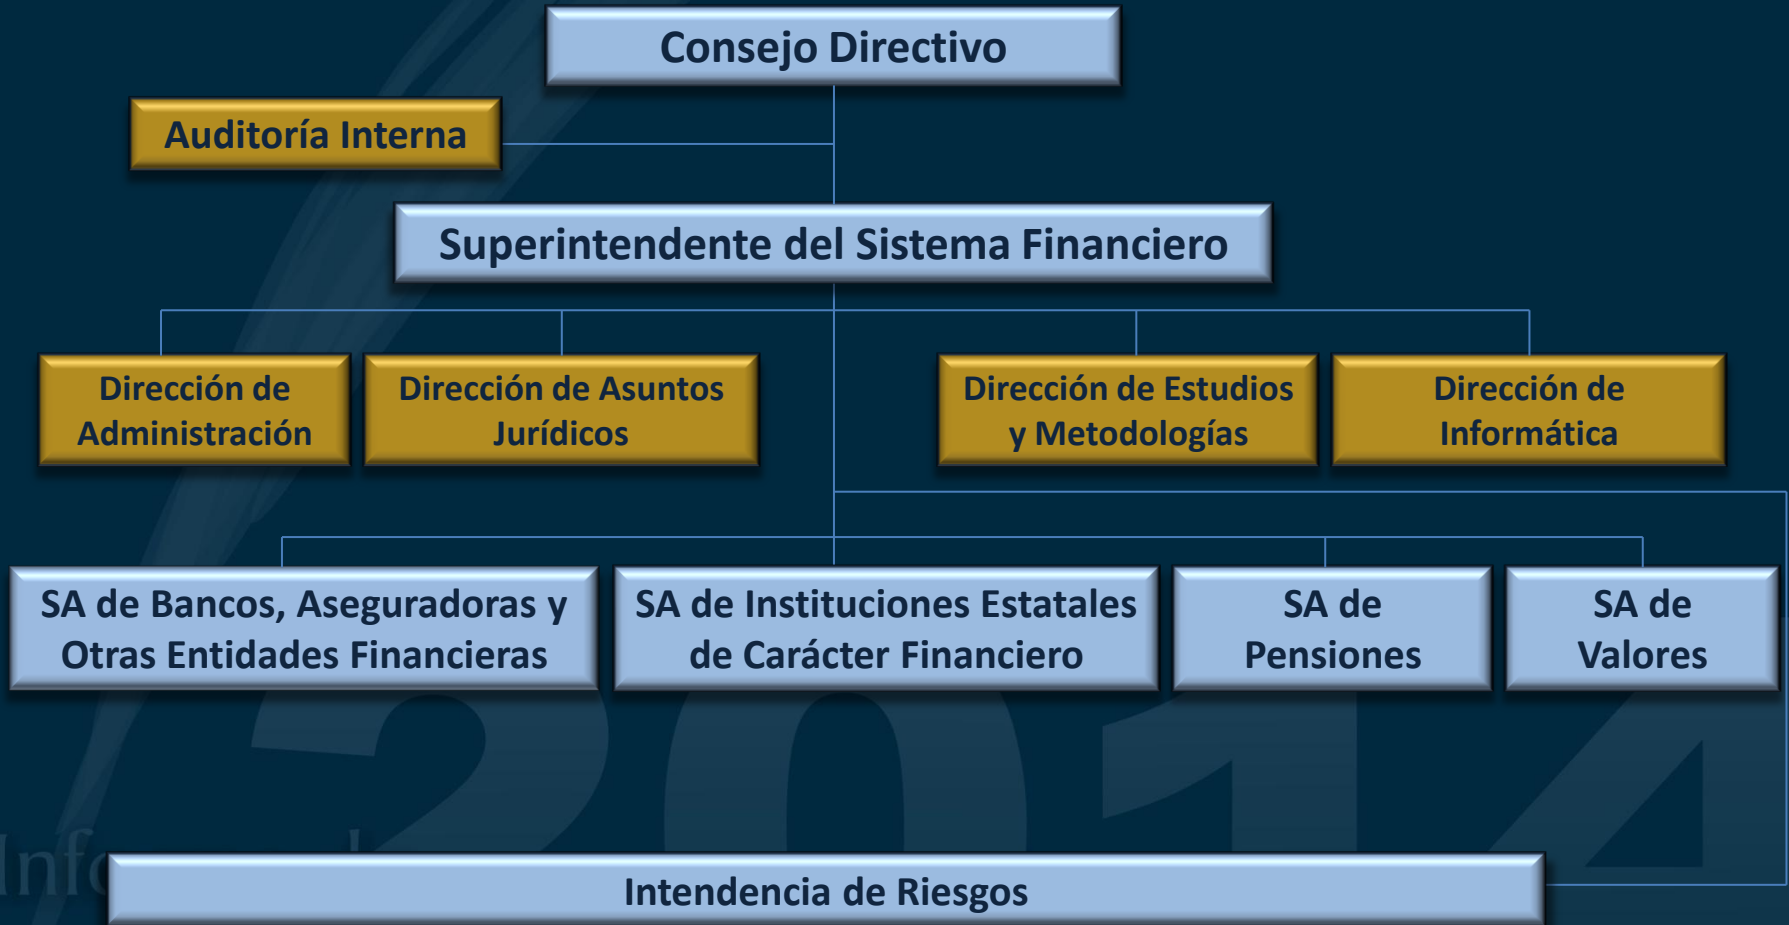 Consejo Directivo
Auditoría Interna
Superintendente del Sistema Financiero
Dirección de
Administración
Dirección de Asuntos
Jurídicos
Dirección de Estudios
y Metodologías
Dirección de
Informática
SA de Bancos, Aseguradoras y
Otras Entidades Financieras
SA de Instituciones Estatales
de Carácter Financiero
SA de
Pensiones
SA de
Valores
2014
Intendencia de Riesgos